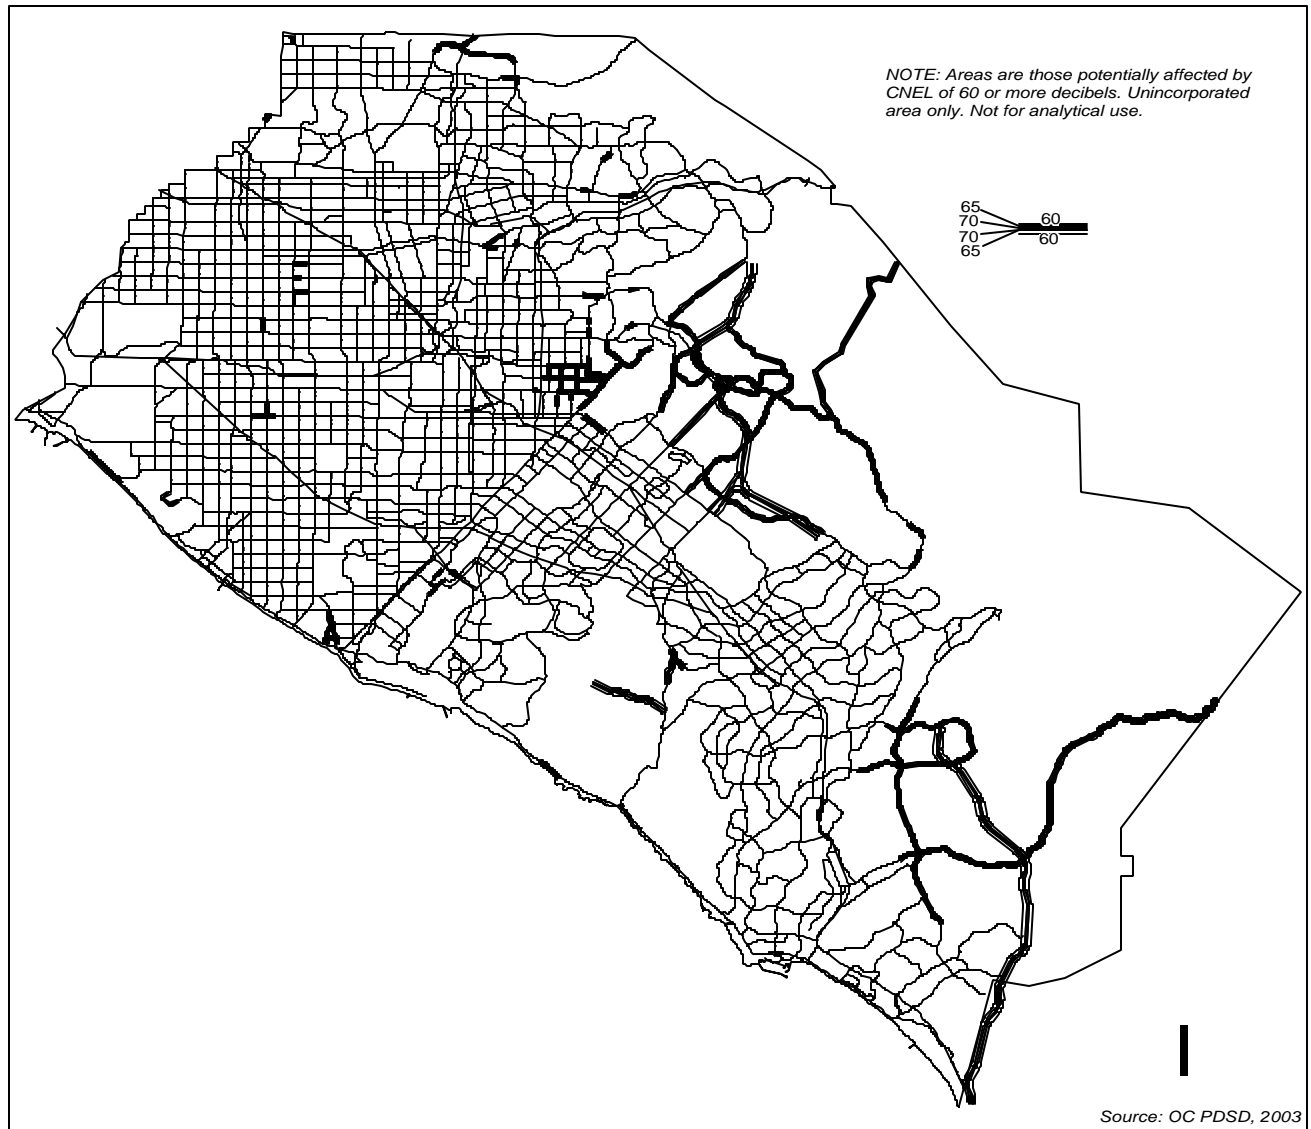 NOTE: Areas are those potentially affected by
CNEL of 60 or more decibels. Unincorporated
area only. Not for analytical use.
65
70
60
70
60
65
Source: OC PDSD, 2003